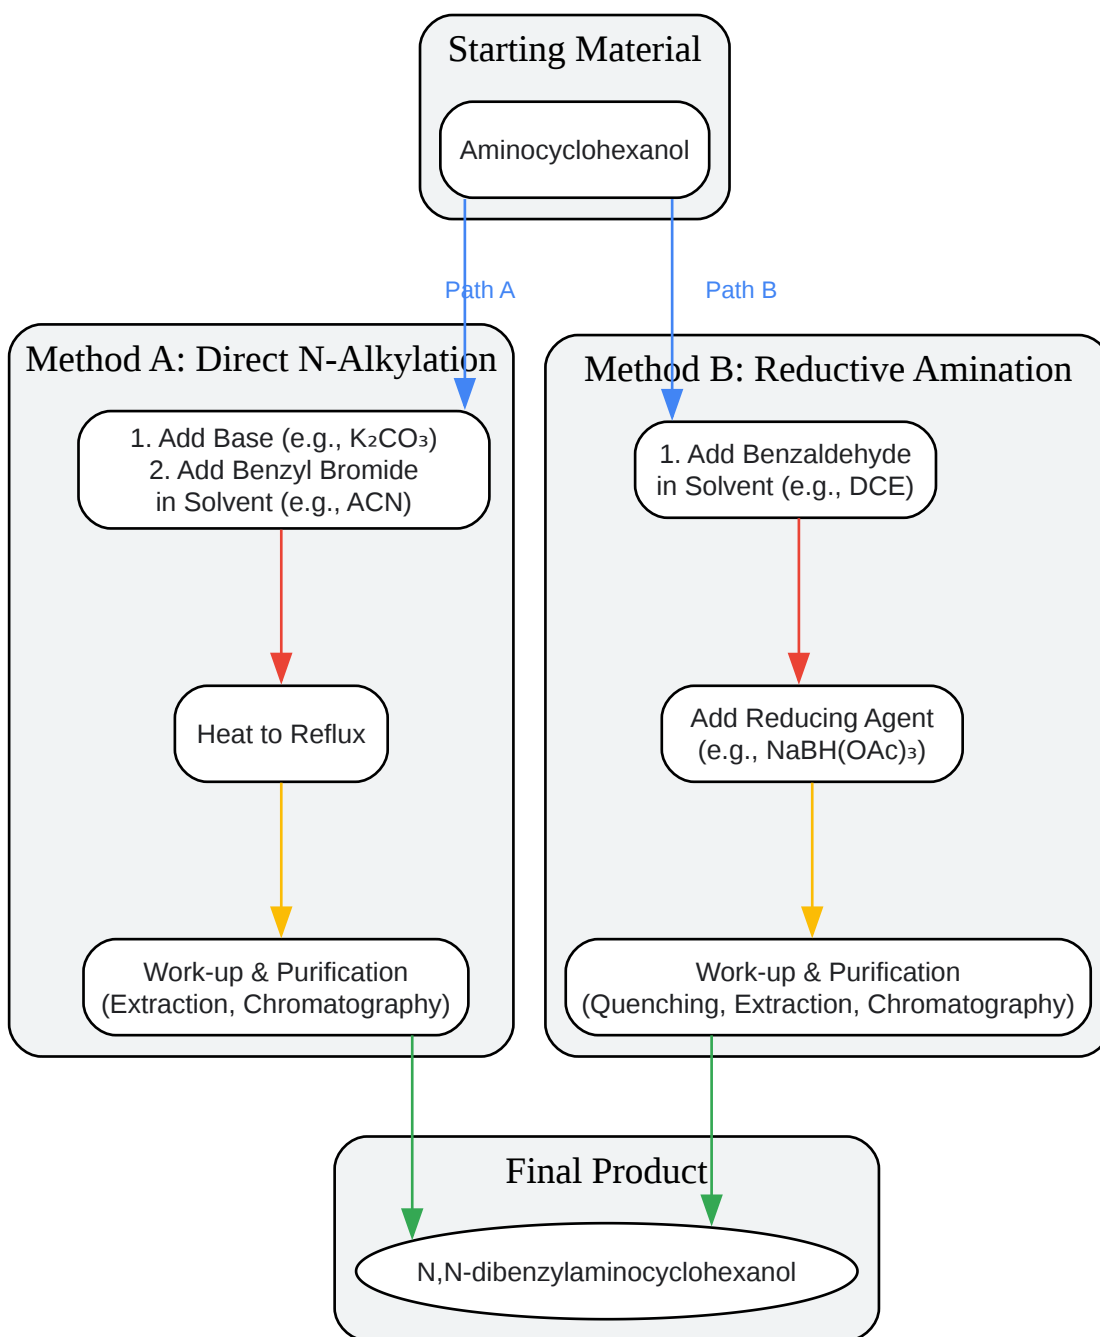 Starting Material
Aminocyclohexanol
Path A
Path B
Method A: Direct N-Alkylation
1. Add Base (e.g., K₂CO₃)
2. Add Benzyl Bromide
in Solvent (e.g., ACN)
Heat to Reflux
Work-up & Purification
(Extraction, Chromatography)
Method B: Reductive Amination
1. Add Benzaldehyde
in Solvent (e.g., DCE)
Add Reducing Agent
(e.g., NaBH(OAc)₃)
Work-up & Purification
(Quenching, Extraction, Chromatography)
Final Product
N,N-dibenzylaminocyclohexanol